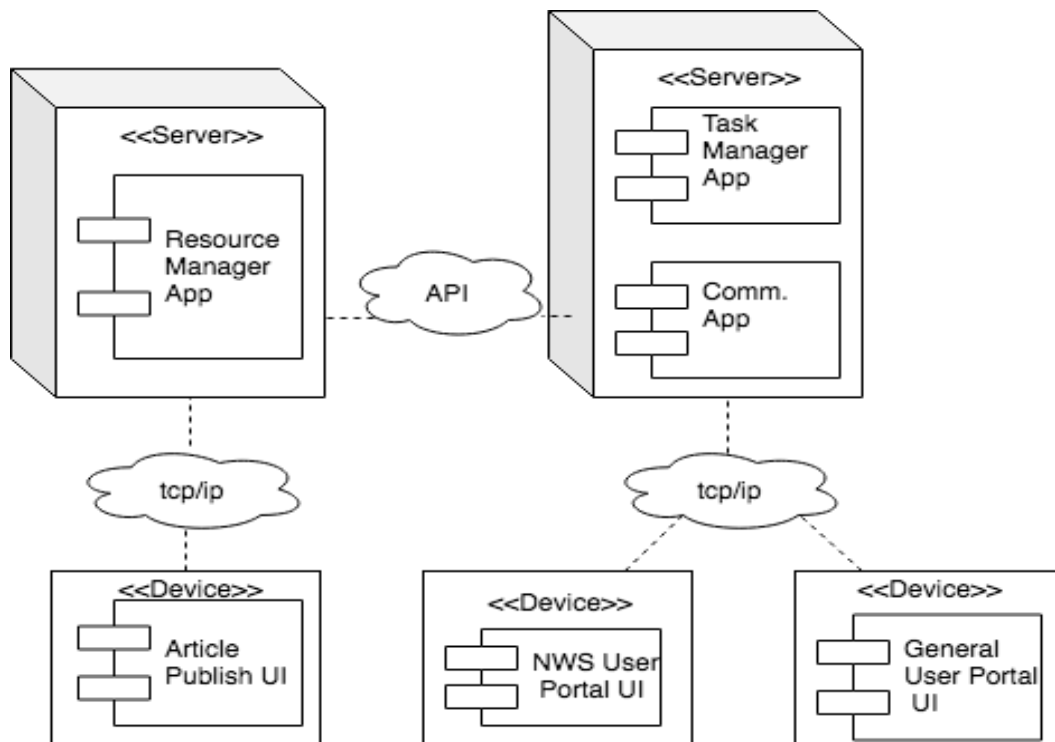 <<Server>>
Resource
Manager
App
<<Server>>
Task
Manager
App
Comm.
App
API
tcp/ip
tcp/ip
<<Device>>
Article
Publish UI
<<Device>>
NWS User
Portal UI
<<Device>>
General
User Portal
UI